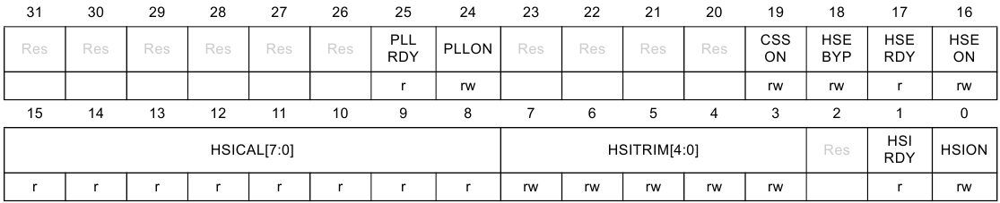 31 30 29 28 27 26 25 24 23 22 21 20 19 18 17 16
Res Res Res Res Res Res PLL RDY PLLON Res Res Res Res CSS ON HSE BYP HSE RDY HSE ON
r rw rw rw r rw
15 14 13 12 11 10 9 8 7 6 5 4 3 2 1 0
HSICAL[7:0] HSITRIM[4:0] Res HSI RDY HSION
r r r r r r r r rw rw rw rw rw r rw